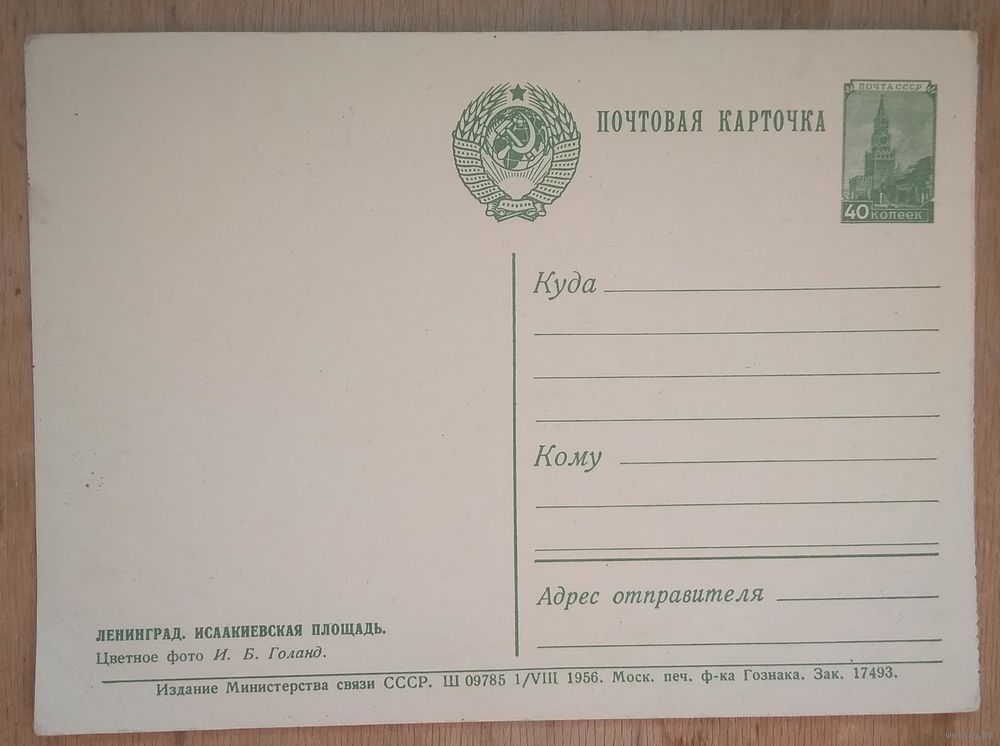 ПОЧТА СССР
ПОЧТОВАЯ КАРТОЧКА
40 КОПЕЕК
Куда
Кому
Адрес отправителя
ЛЕНИНГРАД. ИСААКИЕВСКАЯ ПЛОЩАДЬ.
Цветное фото И. Б. Голанд.
Издание Министерства связи СССР. Ш 09785 1/VIII 1956. Моск. печ. ф-ка Гознака. Зак. 17493.